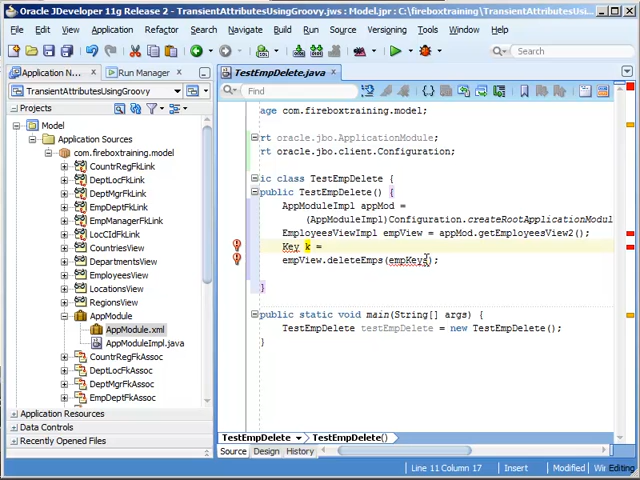 Oracle JDeveloper 11g Release 2 - TransientAttributesUsingGroovy.jws : Model.jpr : C:\fireboxtraining\TransientAttributesUsi
File Edit View Application Refactor Search Navigate Build Run Source Versioning Tools Window
Search
Application N... Run Manager
TestEmpDelete.java
TransientAttributesUsingGroovy
Find
Projects
Model
Application Sources
com.fireboxtraining.model
CountrRegFkLink
DeptLocFkLink
DeptMgrFkLink
EmpDeptFkLink
EmpManagerFkLink
LocCIdFkLink
CountriesView
DepartmentsView
EmployeesView
LocationsView
RegionsView
AppModule
AppModule.xml
AppModuleImpl.java
CountrRegFkAssoc
DeptLocFkAssoc
DeptMgrFkAssoc
EmpDeptFkAssoc
Application Resources
Data Controls
Recently Opened Files
age com.fireboxtraining.model;
rt oracle.jbo.ApplicationModule;
rt oracle.jbo.client.Configuration;
ic class TestEmpDelete {
public TestEmpDelete() {
AppModuleImpl appMod =
(AppModuleImpl)Configuration.createRootApplicationModul
EmployeesViewImpl empView = appMod.getEmployeesView2();
Key k =
empView.deleteEmps(empKeys);
}
public static void main(String[] args) {
TestEmpDelete testEmpDelete = new TestEmpDelete();
}
TestEmpDelete TestEmpDelete()
Source Design History
Line 11 Column 17 Insert Modified Windo Editing